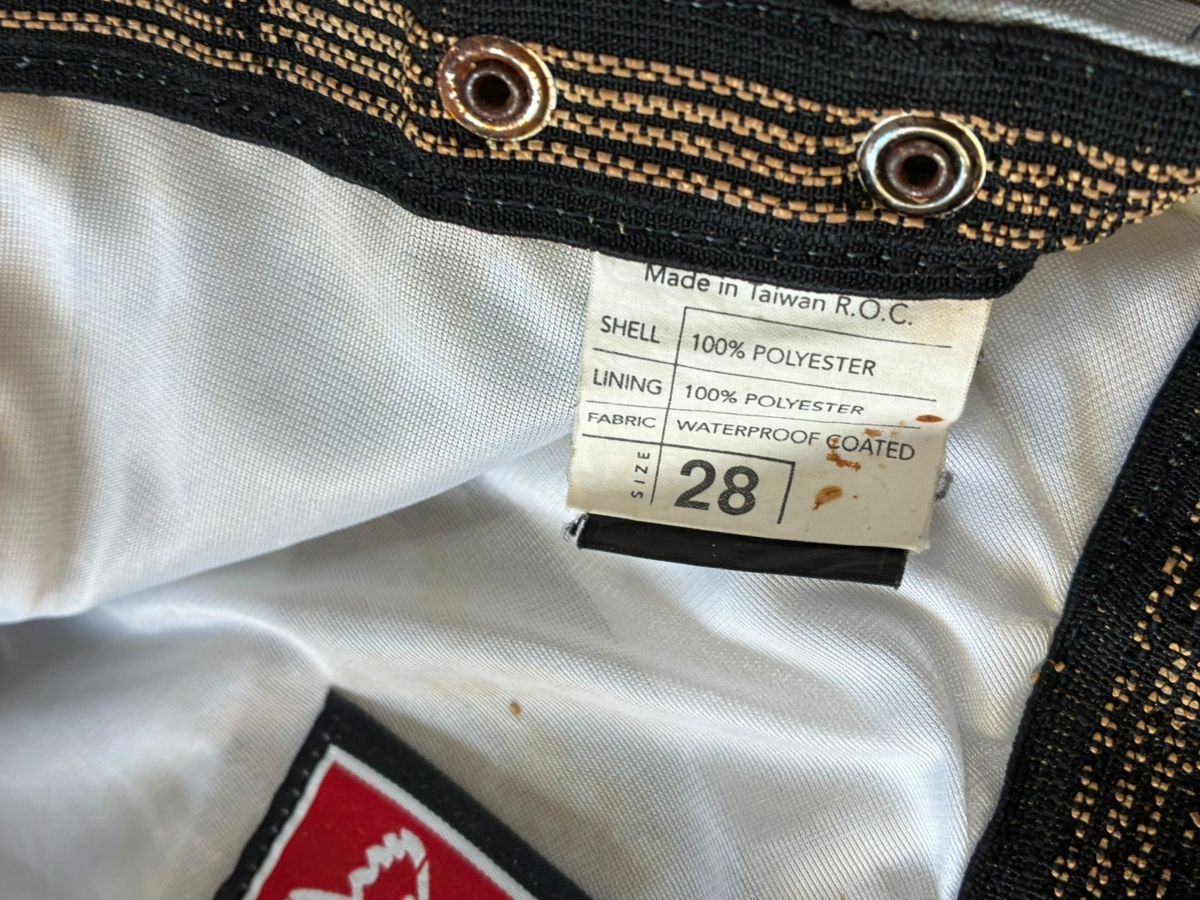 Made in Taiwan R.O.C.
SHELL 100% POLYESTER
LINING 100% POLYESTER
FABRIC WATERPROOF COATED
SIZE 28